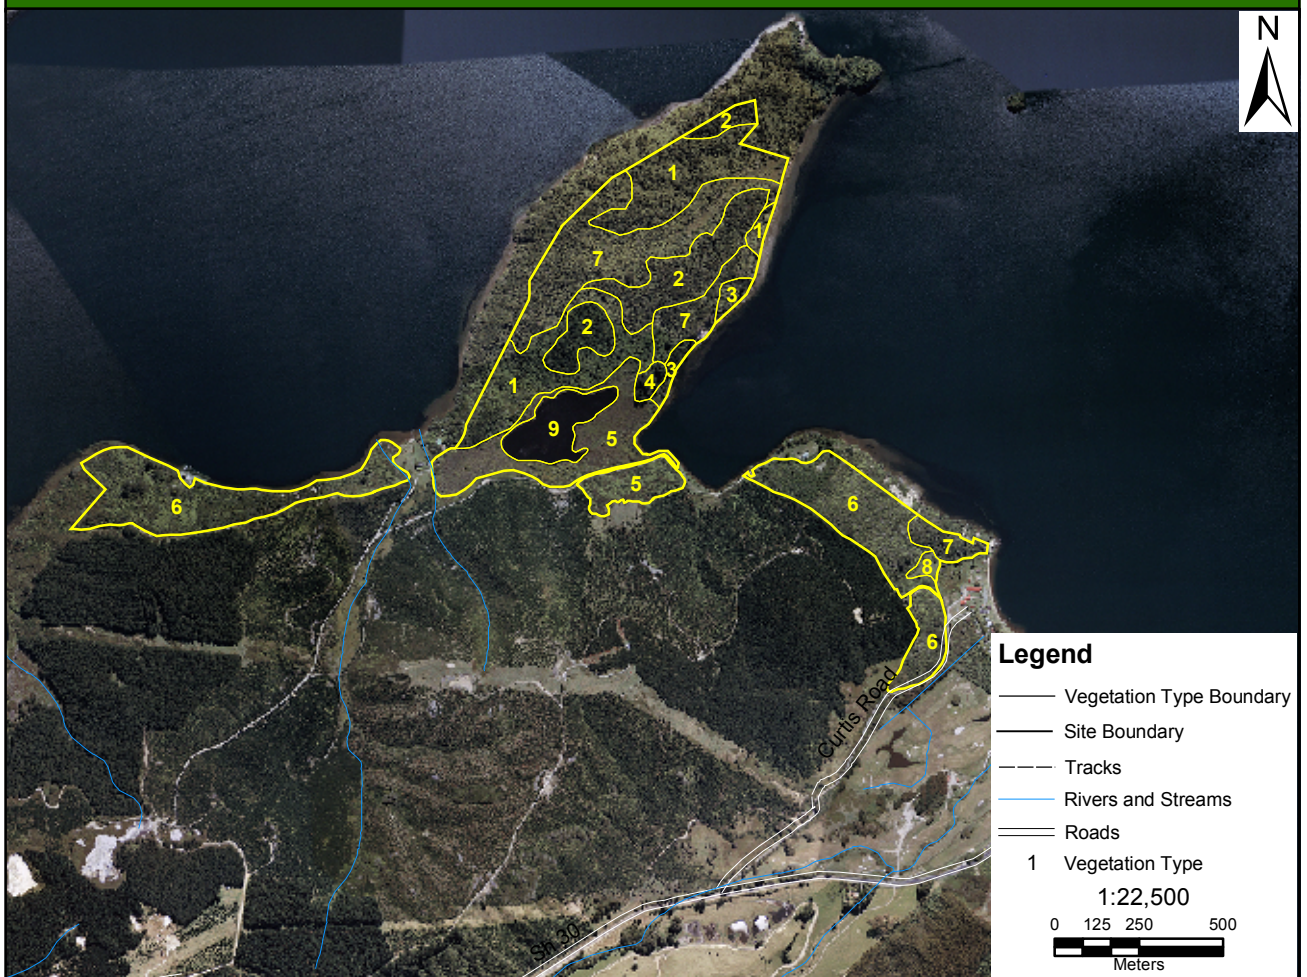 N
2
1
1
7
2
3
2
7
3
4
1
9
5
5
6
6
7
8
6
Curtis Road
Sh 30
Legend
Vegetation Type Boundary
Site Boundary
Tracks
Rivers and Streams
Roads
1 Vegetation Type
1:22,500
0 125 250 500
Meters